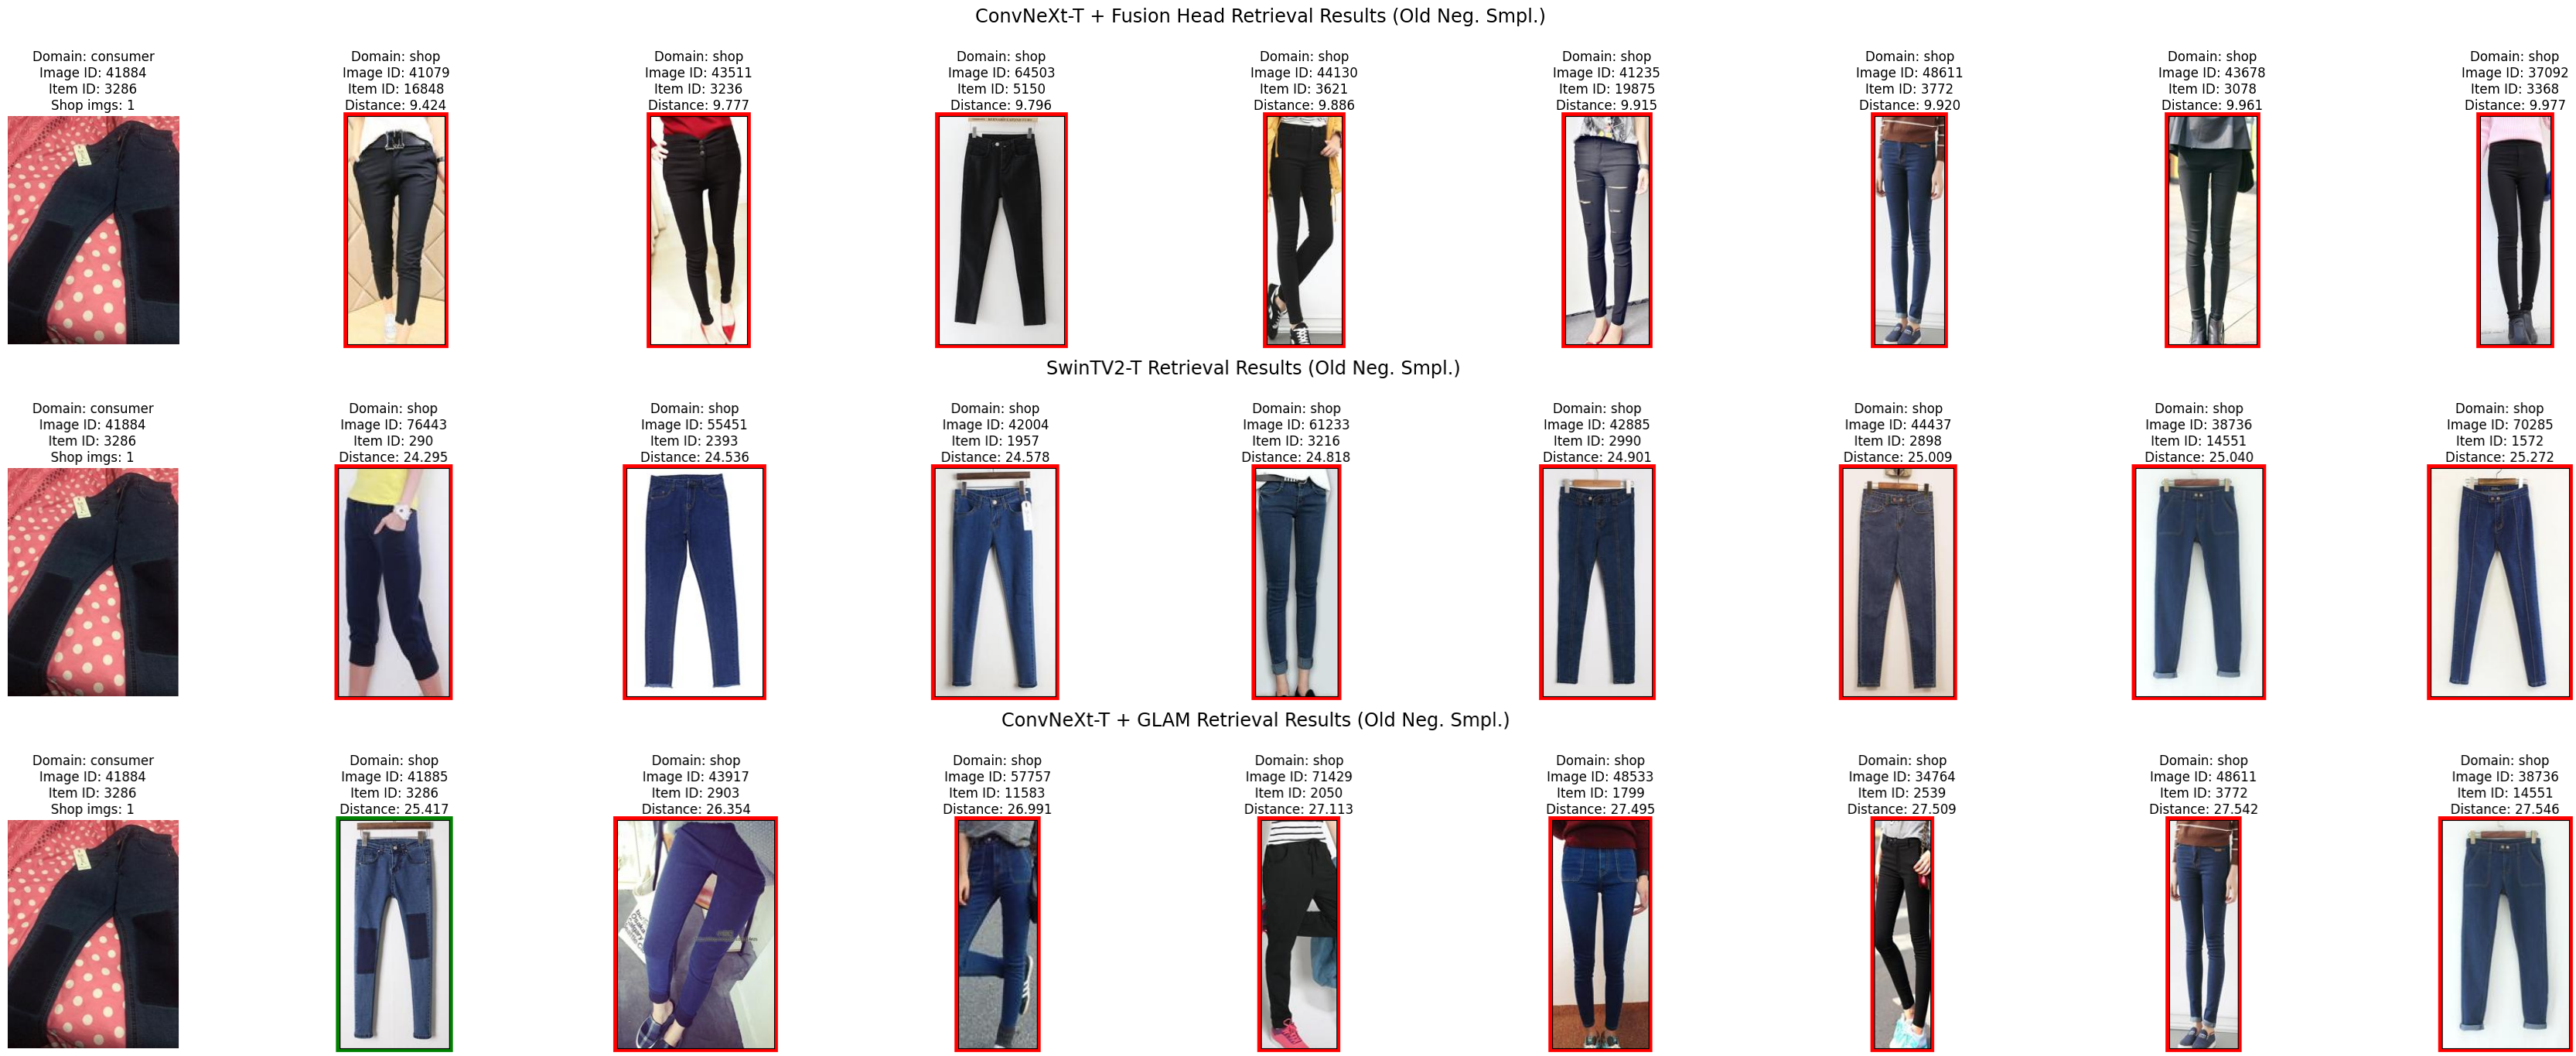 ConvNeXt-T + Fusion Head Retrieval Results (Old Neg. Smpl.)
Domain: consumer
Image ID: 41884
Item ID: 3286
Shop imgs: 1
Domain: shop
Image ID: 41079
Item ID: 16848
Distance: 9.424
Domain: shop
Image ID: 43511
Item ID: 3236
Distance: 9.777
Domain: shop
Image ID: 64503
Item ID: 5150
Distance: 9.796
Domain: shop
Image ID: 44130
Item ID: 3621
Distance: 9.886
Domain: shop
Image ID: 41235
Item ID: 19875
Distance: 9.915
Domain: shop
Image ID: 48611
Item ID: 3772
Distance: 9.920
Domain: shop
Image ID: 43678
Item ID: 3078
Distance: 9.961
Domain: shop
Image ID: 37092
Item ID: 3368
Distance: 9.977
SwinTV2-T Retrieval Results (Old Neg. Smpl.)
Domain: consumer
Image ID: 41884
Item ID: 3286
Shop imgs: 1
Domain: shop
Image ID: 76443
Item ID: 290
Distance: 24.295
Domain: shop
Image ID: 55451
Item ID: 2393
Distance: 24.536
Domain: shop
Image ID: 42004
Item ID: 1957
Distance: 24.578
Domain: shop
Image ID: 61233
Item ID: 3216
Distance: 24.818
Domain: shop
Image ID: 42885
Item ID: 2990
Distance: 24.901
Domain: shop
Image ID: 44437
Item ID: 2898
Distance: 25.009
Domain: shop
Image ID: 38736
Item ID: 14551
Distance: 25.040
Domain: shop
Image ID: 70285
Item ID: 1572
Distance: 25.272
ConvNeXt-T + GLAM Retrieval Results (Old Neg. Smpl.)
Domain: consumer
Image ID: 41884
Item ID: 3286
Shop imgs: 1
Domain: shop
Image ID: 41885
Item ID: 3286
Distance: 25.417
Domain: shop
Image ID: 43917
Item ID: 2903
Distance: 26.354
Domain: shop
Image ID: 57757
Item ID: 11583
Distance: 26.991
Domain: shop
Image ID: 71429
Item ID: 2050
Distance: 27.113
Domain: shop
Image ID: 48533
Item ID: 1799
Distance: 27.495
Domain: shop
Image ID: 34764
Item ID: 2539
Distance: 27.509
Domain: shop
Image ID: 48611
Item ID: 3772
Distance: 27.542
Domain: shop
Image ID: 38736
Item ID: 14551
Distance: 27.546